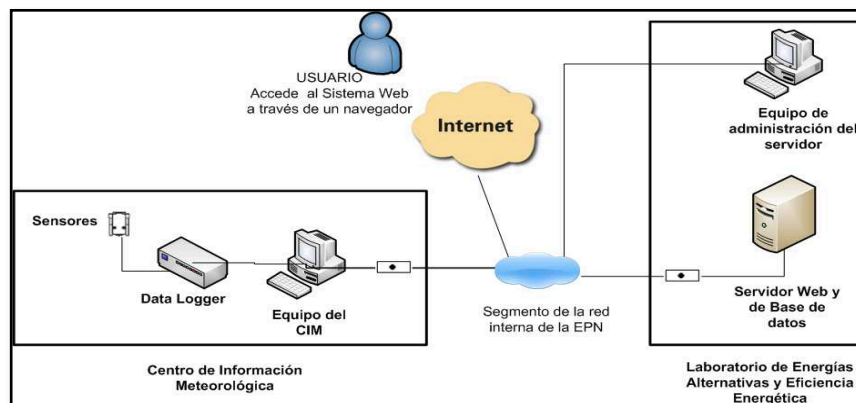 USUARIO
Accede al Sistema Web
a través de un navegador
Internet
Equipo de
administración del
servidor
Sensores
Data Logger
Equipo del
CIM
Segmento de la red
interna de la EPN
Servidor Web y
de Base de
datos
Centro de Información
Meteorológica
Laboratorio de Energías
Alternativas y Eficiencia
Energética